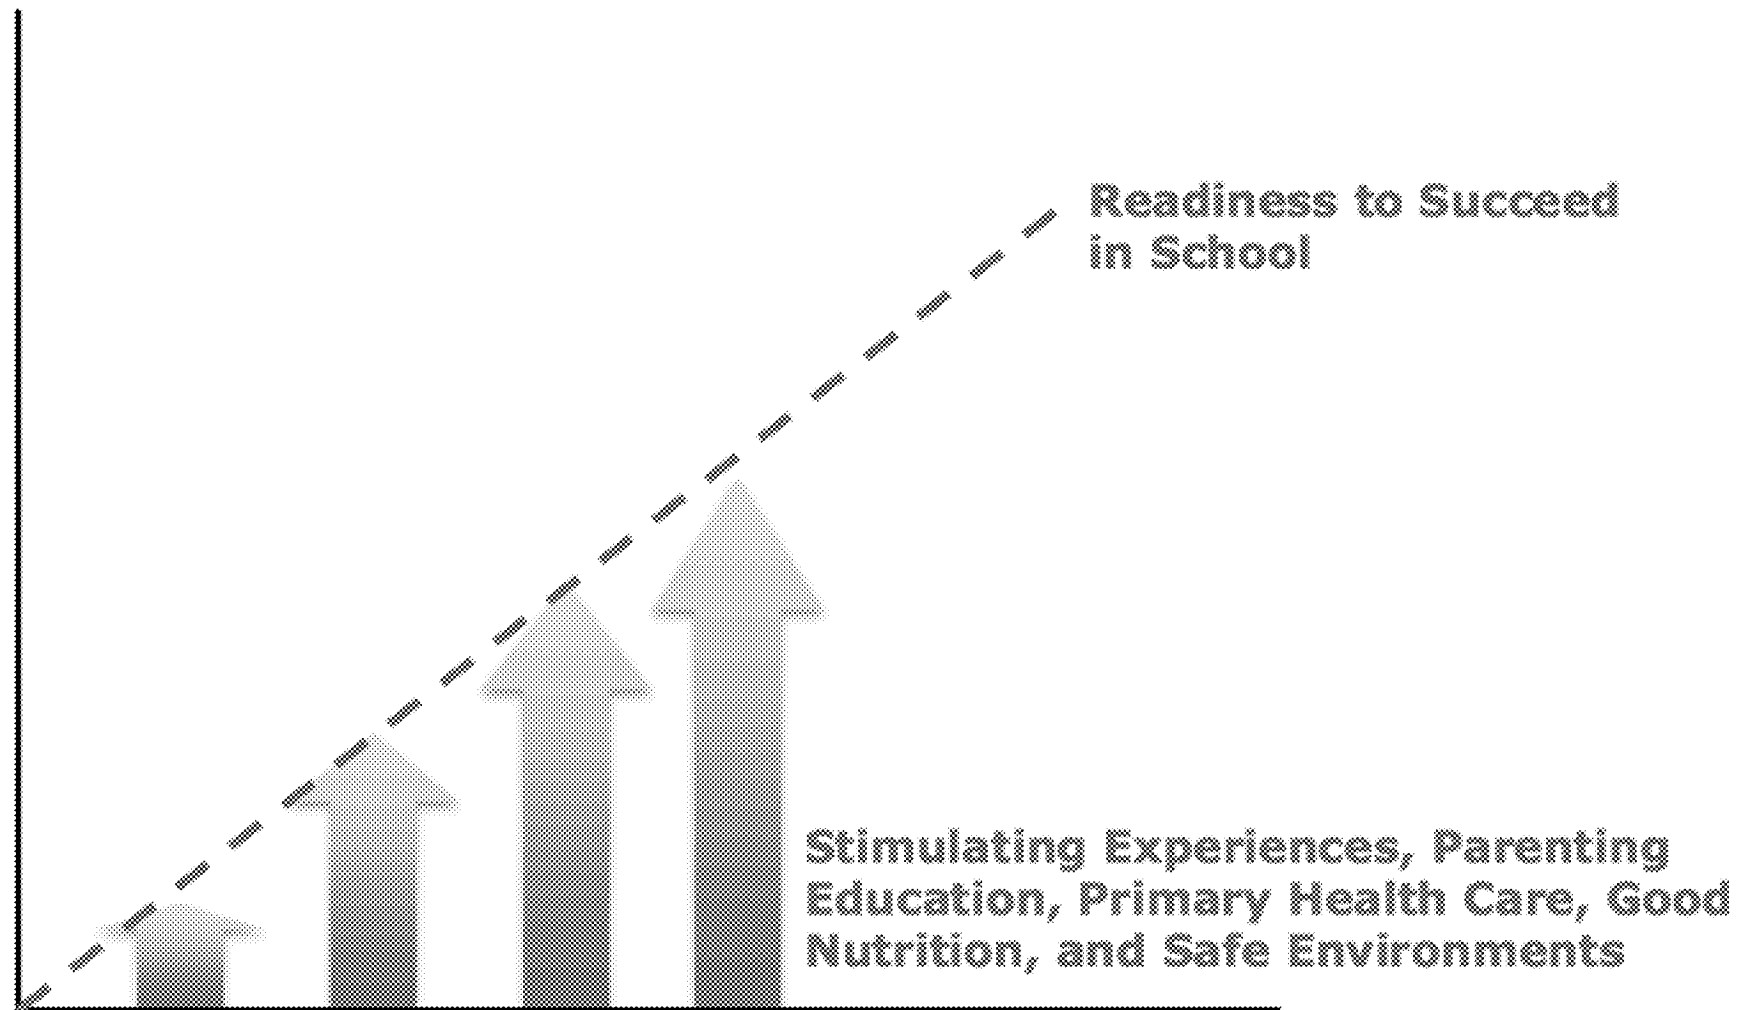 Readiness to Succeed
in School
Stimulating Experiences, Parenting
Education, Primary Health Care, Good
Nutrition, and Safe Environments